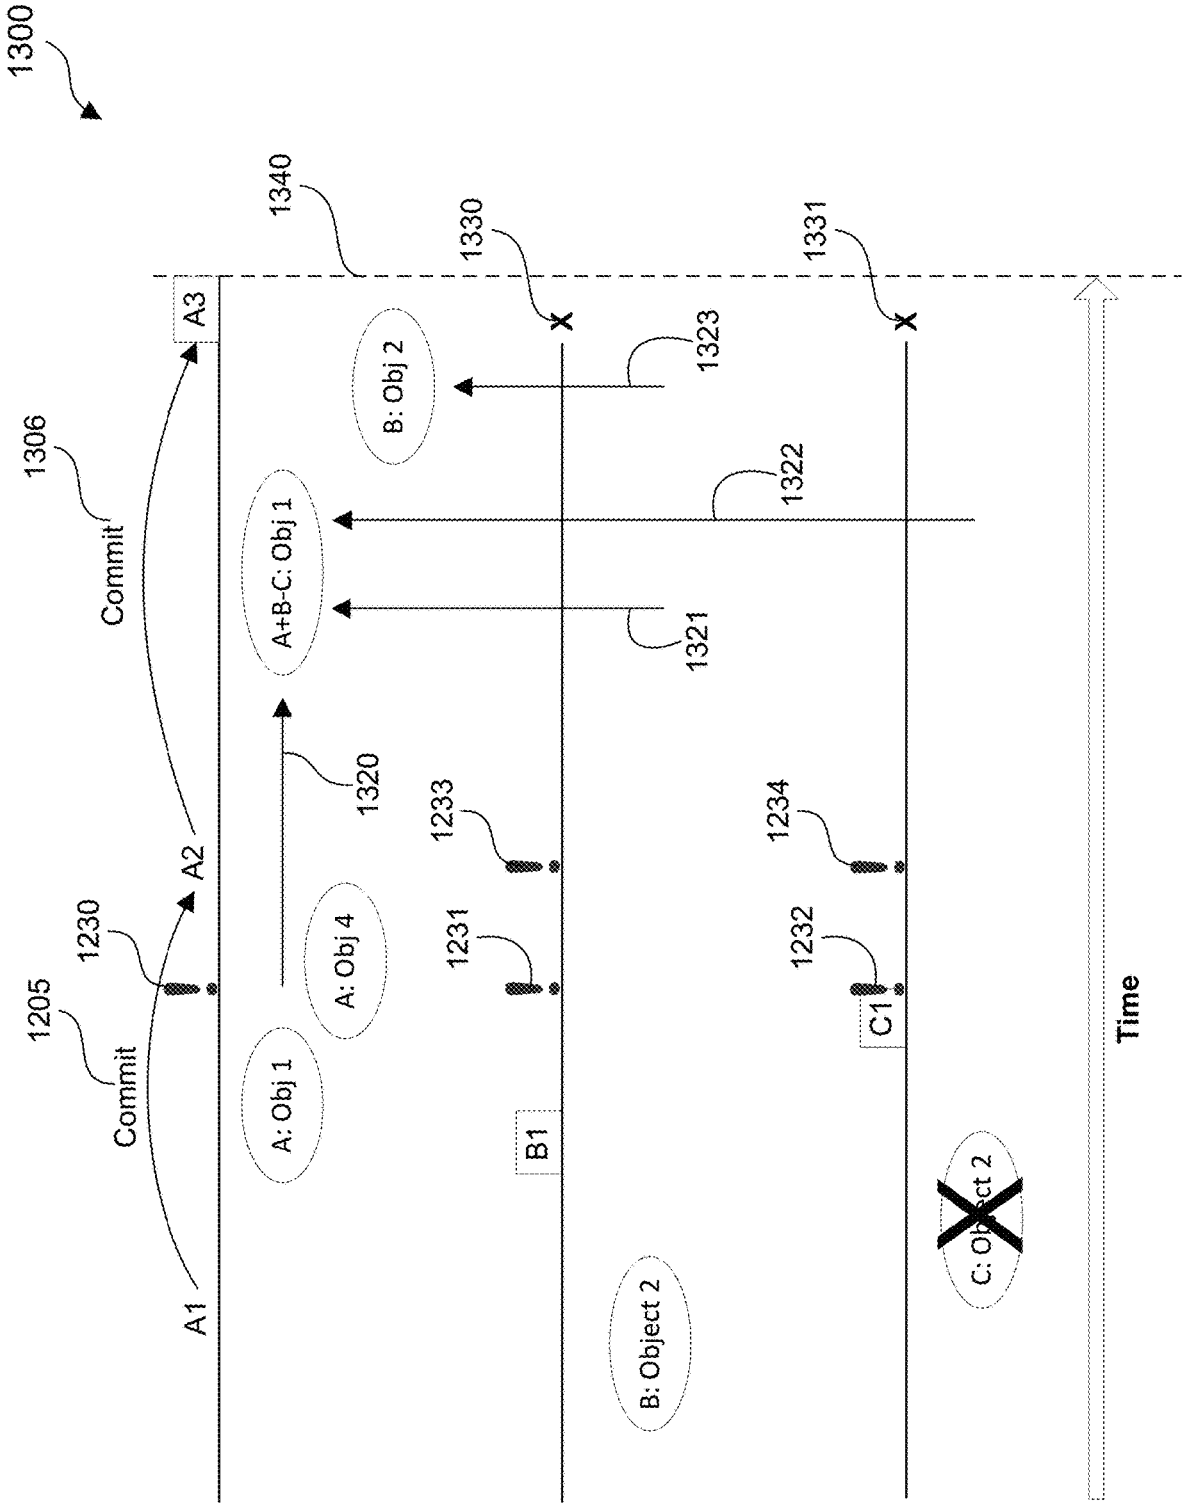 1300
1340
1306
Commit
1205
Commit
1230
A1
A2
A3
A: Obj 1
A: Obj 4
1320
A+B-C: Obj 1
B: Obj 2
1330
1233
1231
B1
B: Object 2
1321
1322
1323
1331
1234
1232
C1
C: Object 2
Time